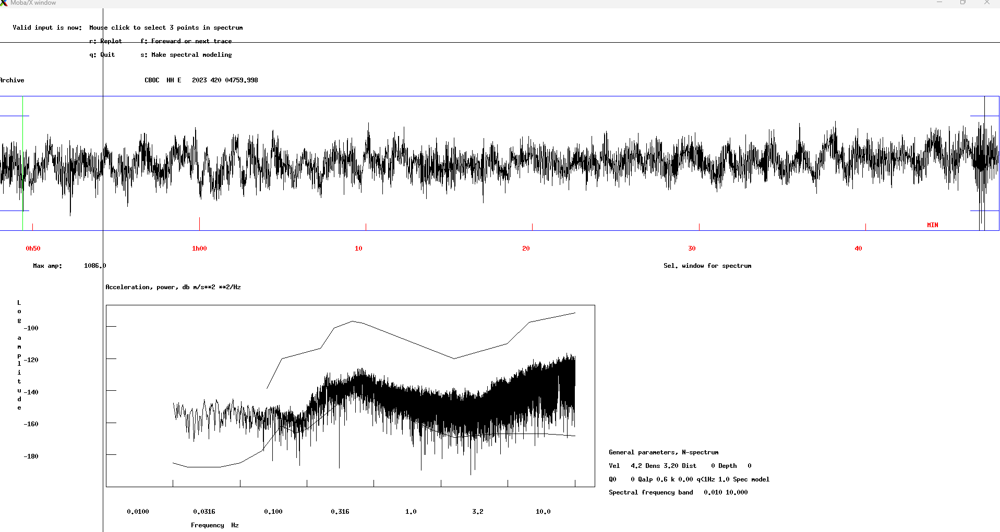 Moba/X window
Valid input is now:  Mouse click to select 3 points in spectrum
r: Replot     f: Foreward or next trace
q: Quit       s: Make spectral modeling
Archive                                 CBOC  HH E   2023 420 04759.998
MIN
0h50   1h00   10   20   30   40
Max amp:      1086.0   Sel. window for spectrum
Acceleration, power, db m/s**2 **2/Hz
Log amplitude
-100
-120
-140
-160
-180
General parameters, N-spectrum
Vel   4.2 Dens 3.20 Dist    0 Depth   0
Q0    0 Qalp 0.6 k 0.00 q<1Hz 1.0 Spec model
Spectral frequency band   0.010 10.000
0.0100   0.0316   0.100   0.316   1.0   3.2   10.0
Frequency  Hz